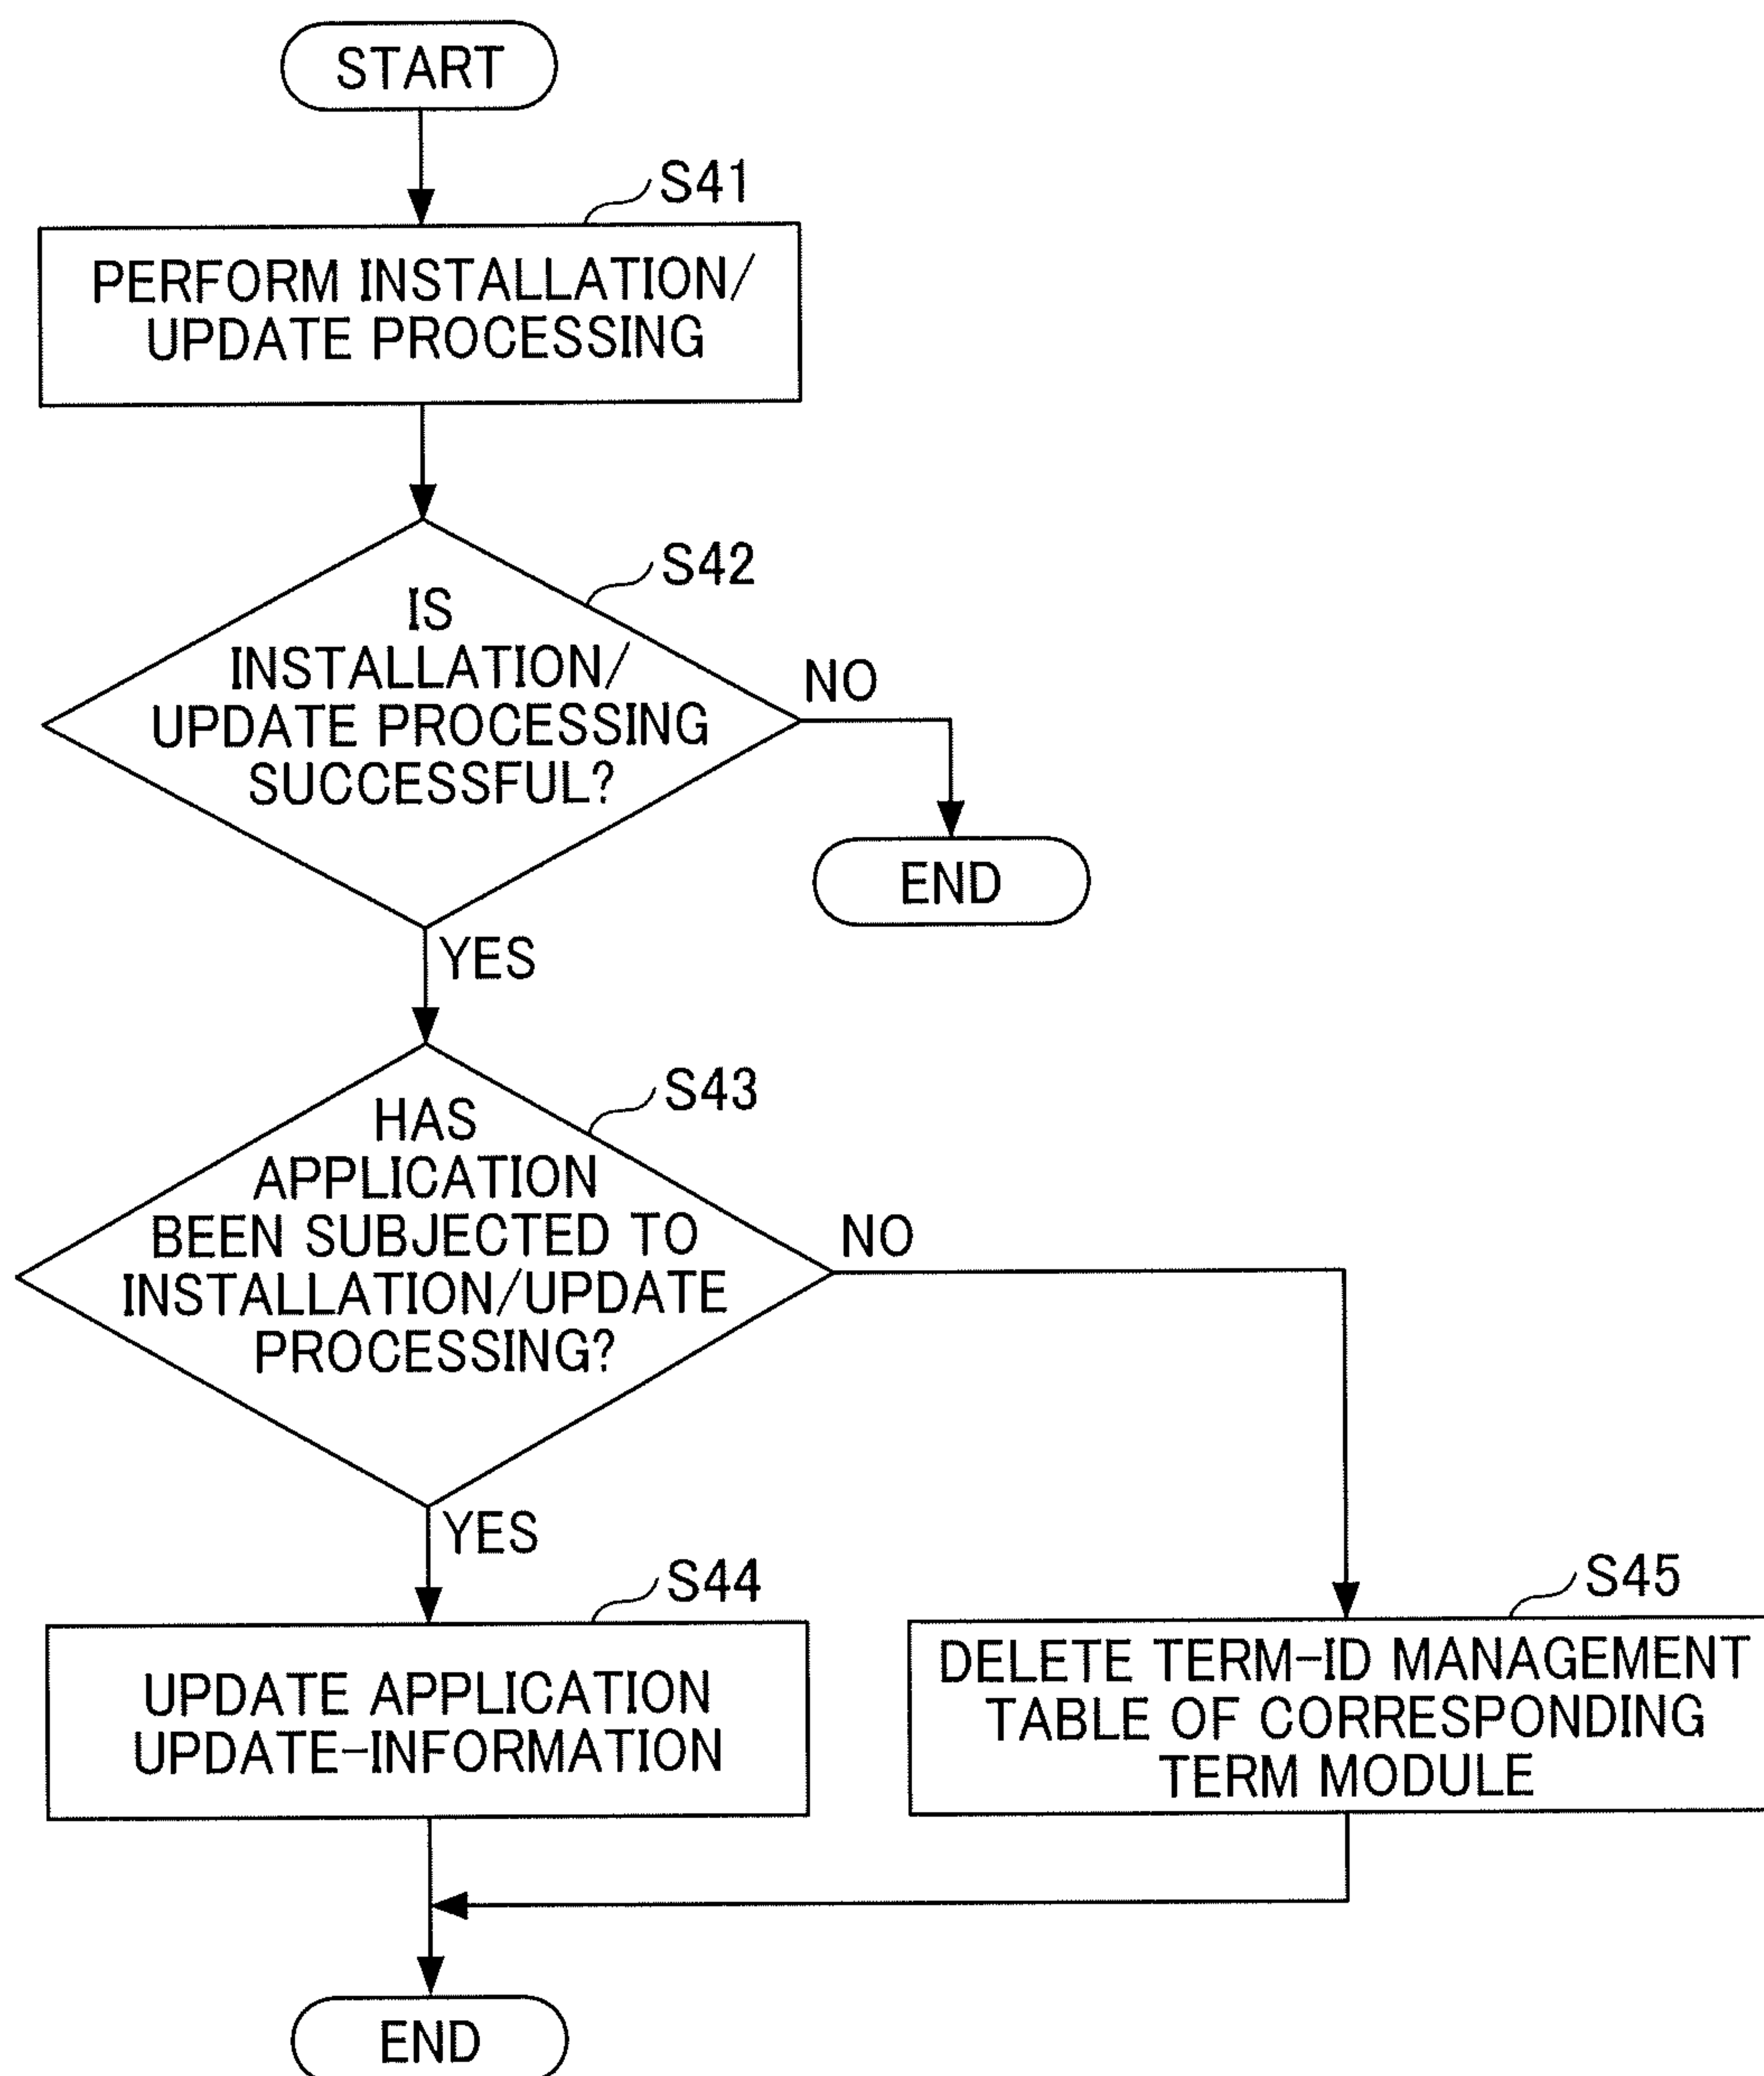 START
S41
PERFORM INSTALLATION/
UPDATE PROCESSING
S42
IS
INSTALLATION/
UPDATE PROCESSING
SUCCESSFUL?
NO
END
YES
S43
HAS
APPLICATION
BEEN SUBJECTED TO
INSTALLATION/UPDATE
PROCESSING?
NO
YES
S44
UPDATE APPLICATION
UPDATE-INFORMATION
S45
DELETE TERM-ID MANAGEMENT
TABLE OF CORRESPONDING
TERM MODULE
END